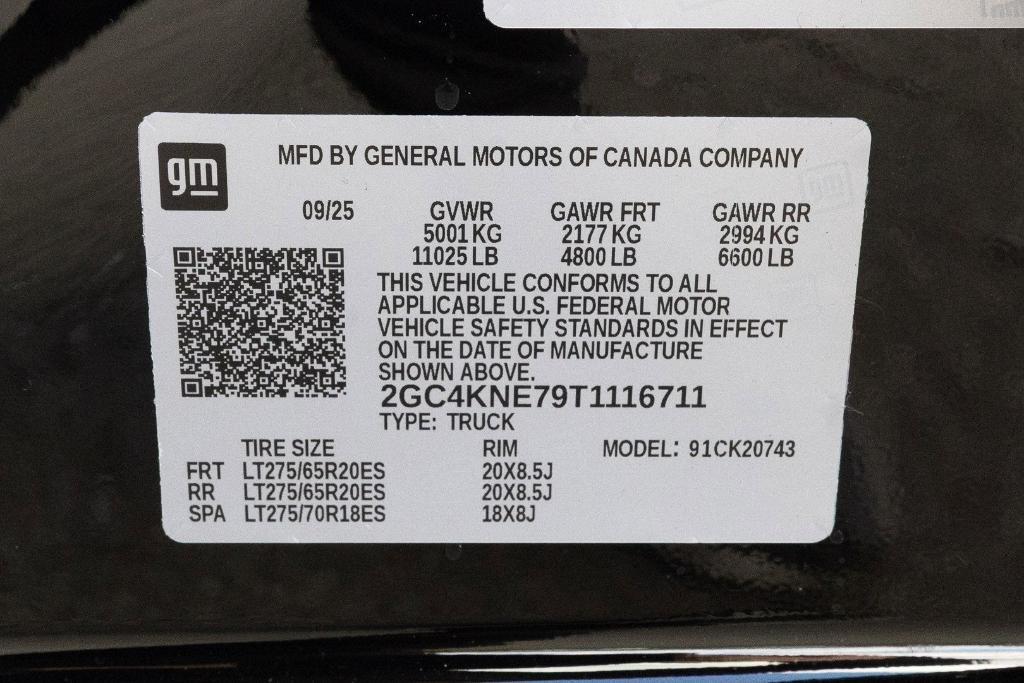 gm
MFD BY GENERAL MOTORS OF CANADA COMPANY
09/25 GVWR GAWR FRT GAWR RR
5001 KG 2177 KG 2994 KG
11025 LB 4800 LB 6600 LB
THIS VEHICLE CONFORMS TO ALL
APPLICABLE U.S. FEDERAL MOTOR
VEHICLE SAFETY STANDARDS IN EFFECT
ON THE DATE OF MANUFACTURE
SHOWN ABOVE.
2GC4KNE79T1116711
TYPE: TRUCK
TIRE SIZE RIM MODEL: 91CK20743
FRT LT275/65R20ES 20X8.5J
RR LT275/65R20ES 20X8.5J
SPA LT275/70R18ES 18X8J